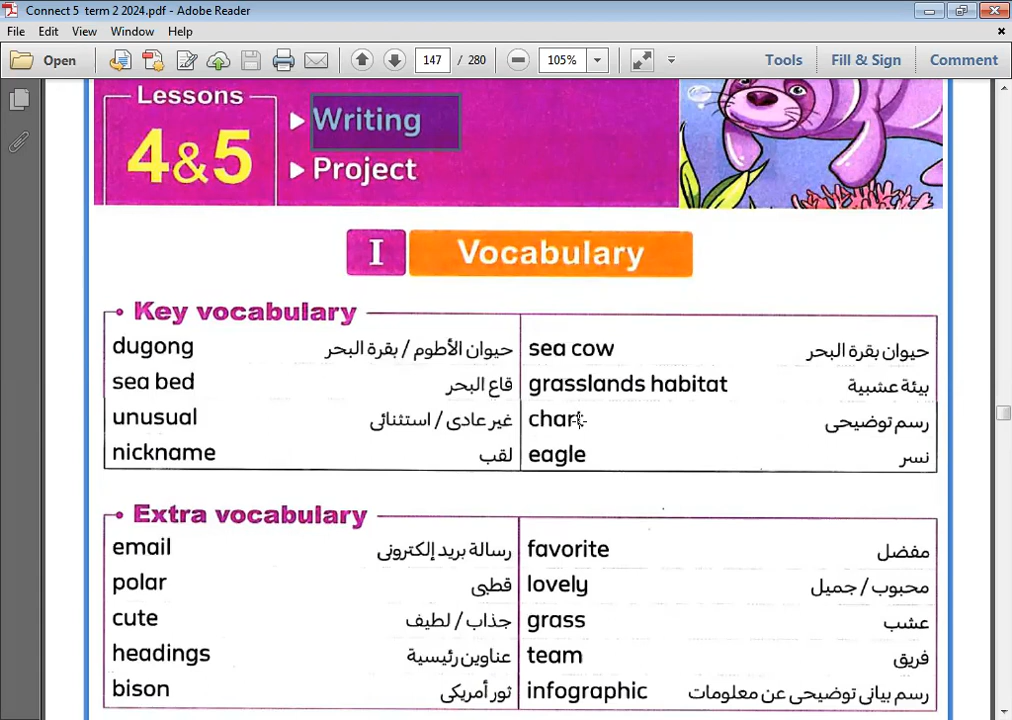 Connect 5 term 2 2024.pdf - Adobe Reader
File Edit View Window Help
Open 147 / 280 105% Tools Fill & Sign Comment
Lessons
4&5
Writing
Project
I Vocabulary
Key vocabulary
dugong حيوان الأطوم / بقرة البحر
sea cow حيوان بقرة البحر
sea bed قاع البحر
grasslands habitat بيئة عشبية
unusual غير عادى / استثنائى
chart رسم توضيحى
nickname لقب
eagle نسر
Extra vocabulary
email رسالة بريد إلكترونى
favorite مفضل
polar قطبى
lovely محبوب / جميل
cute جذاب / لطيف
grass عشب
headings عناوين رئيسية
team فريق
bison ثور أمريكى
infographic رسم بيانى توضيحى عن معلومات